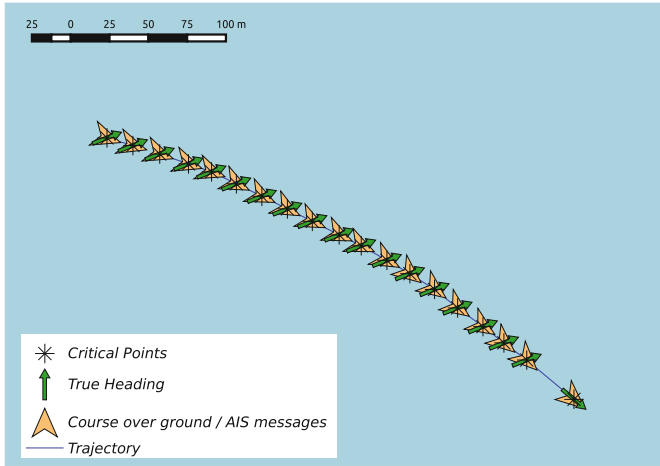 25 0 25 50 75 100 m
Critical Points
True Heading
Course over ground / AIS messages
Trajectory